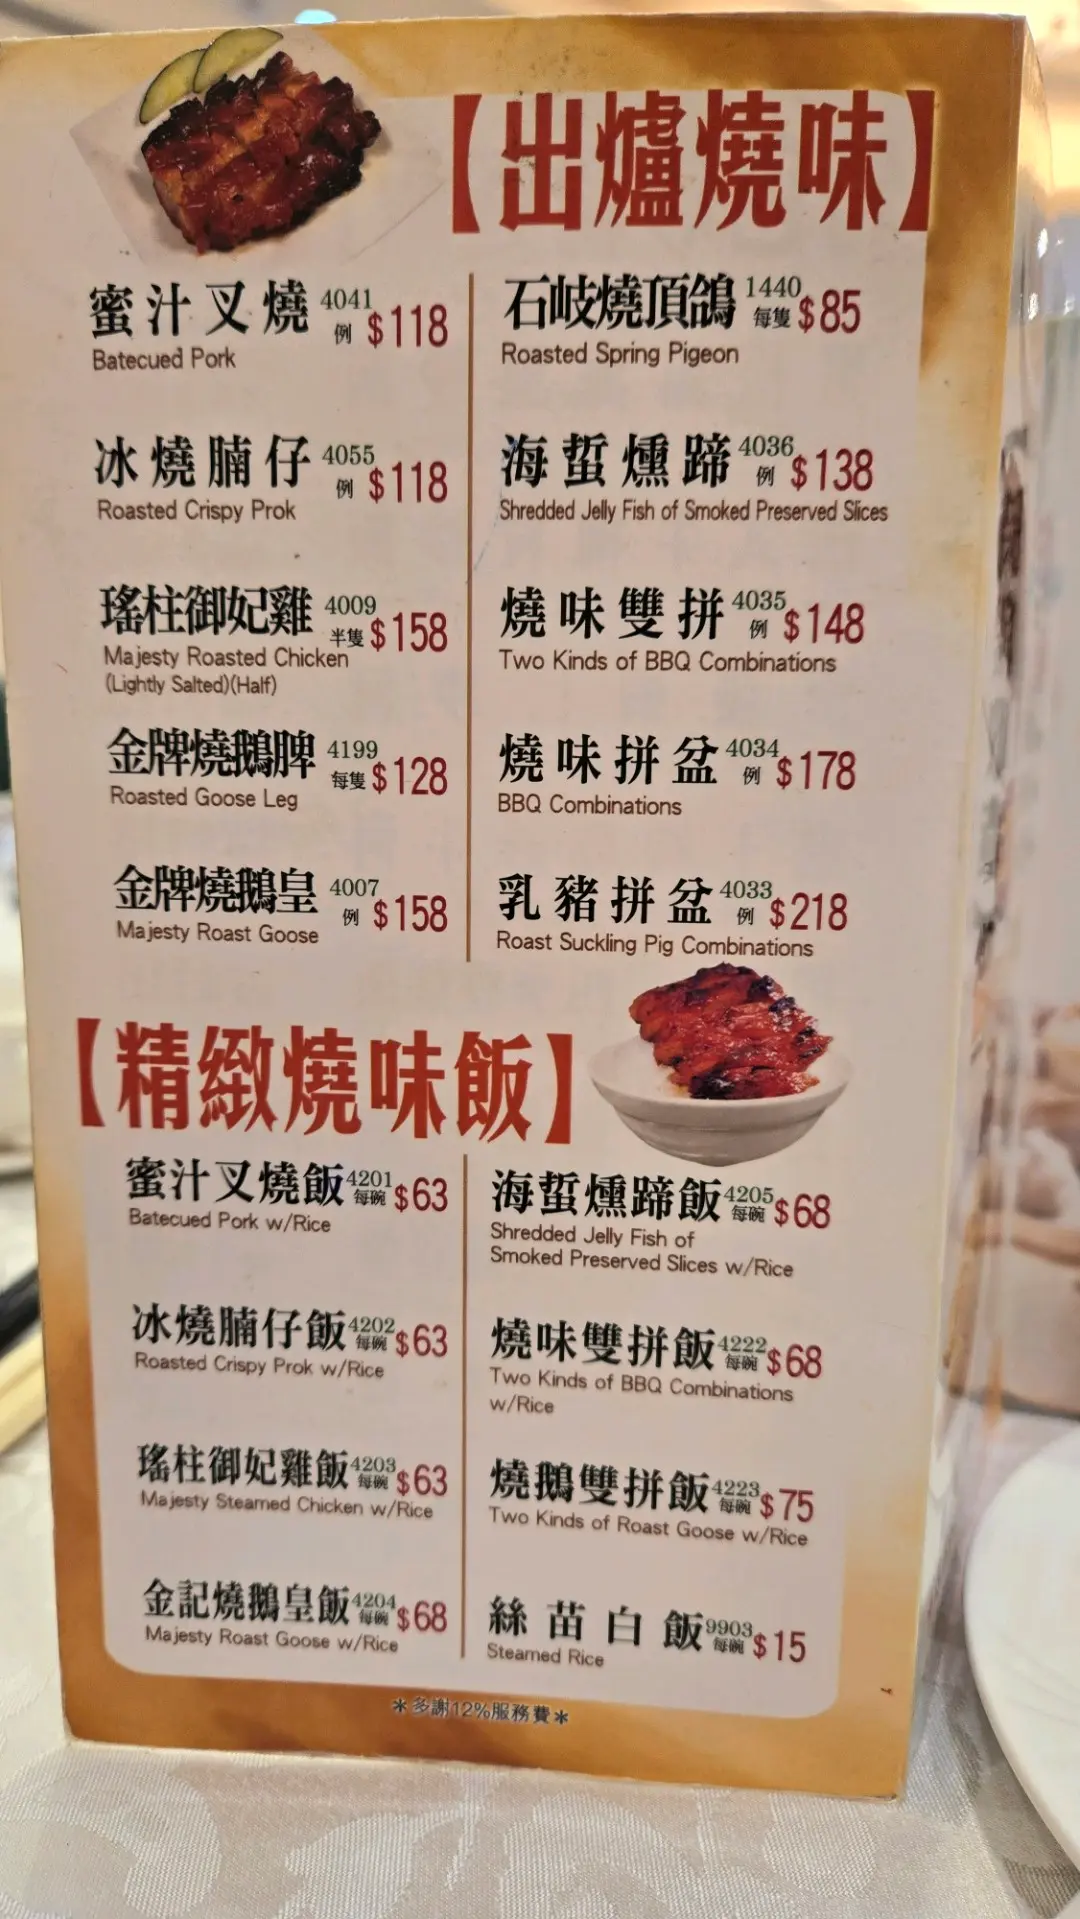 【出爐燒味】
蜜汁叉燒 4041 例 $118
Batecued Pork
冰燒腩仔 4055 例 $118
Roasted Crispy Prok
瑤柱御妃雞 4009 半隻 $158
Majesty Roasted Chicken
(Lightly Salted)(Half)
金牌燒鵝脾 4199 每隻 $128
Roasted Goose Leg
金牌燒鵝皇 4007 例 $158
Majesty Roast Goose
石岐燒頂鴿 1440 每隻 $85
Roasted Spring Pigeon
海蜇燻蹄 4036 例 $138
Shredded Jelly Fish of Smoked Preserved Slices
燒味雙拼 4035 例 $148
Two Kinds of BBQ Combinations
燒味拼盆 4034 例 $178
BBQ Combinations
乳豬拼盆 4033 例 $218
Roast Suckling Pig Combinations
【精緻燒味飯】
蜜汁叉燒飯 4201 每碗 $63
Batecued Pork w/Rice
冰燒腩仔飯 4202 每碗 $63
Roasted Crispy Prok w/Rice
瑤柱御妃雞飯 4203 每碗 $63
Majesty Steamed Chicken w/Rice
金記燒鵝皇飯 4204 每碗 $68
Majesty Roast Goose w/Rice
海蜇燻蹄飯 4205 每碗 $68
Shredded Jelly Fish of
Smoked Preserved Slices w/Rice
燒味雙拼飯 4222 每碗 $68
Two Kinds of BBQ Combinations
w/Rice
燒鵝雙拼飯 4223 每碗 $75
Two Kinds of Roast Goose w/Rice
絲苗白飯 9903 每碗 $15
Steamed Rice
＊多謝12%服務費＊